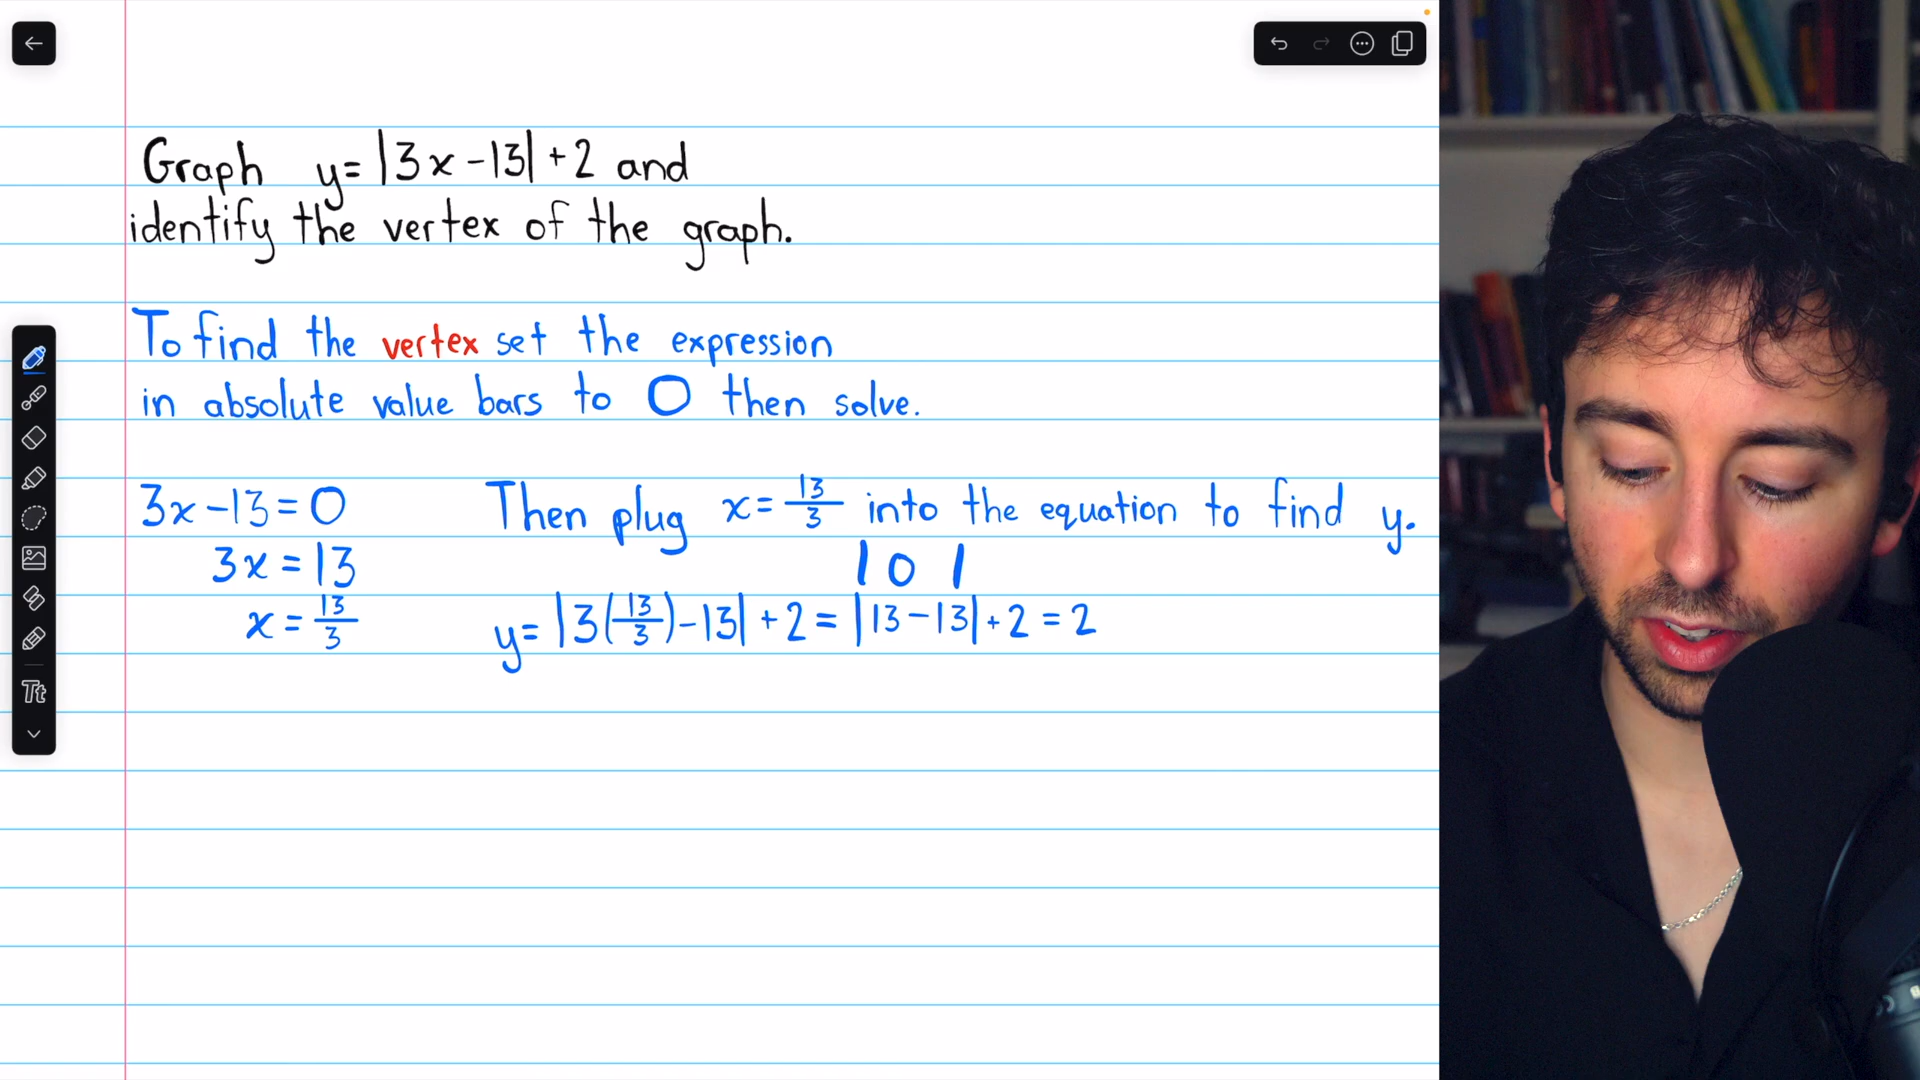 Graph y = |3x - 13| + 2 and
identify the vertex of the graph.
To find the vertex set the expression
in absolute value bars to 0 then solve.
3x - 13 = 0
3x = 13
x = 13/3
Then plug x = 13/3 into the equation to find y.
| 0 |
y = |3(13/3) - 13| + 2 = |13 - 13| + 2 = 2
Tt